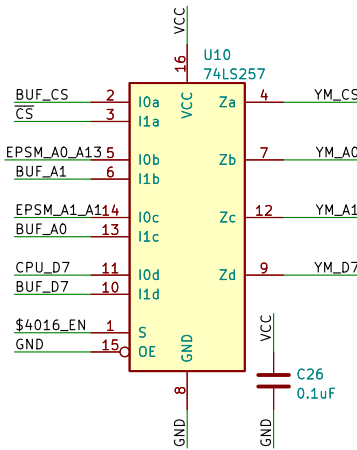 VCC
U10
74LS257
16
BUF_CS 2 I0a VCC Za 4 YM_CS
CS 3 I1a
EPSM_A0_A13 5 I0b Zb 7 YM_A0
BUF_A1 6 I1b
EPSM_A1_A1 14 I0c Zc 12 YM_A1
BUF_A0 13 I1c
CPU_D7 11 I0d Zd 9 YM_D7
BUF_D7 10 I1d
$4016_EN 1 S
GND 15 OE GND
VCC
C26
0.1uF
8
GND
GND